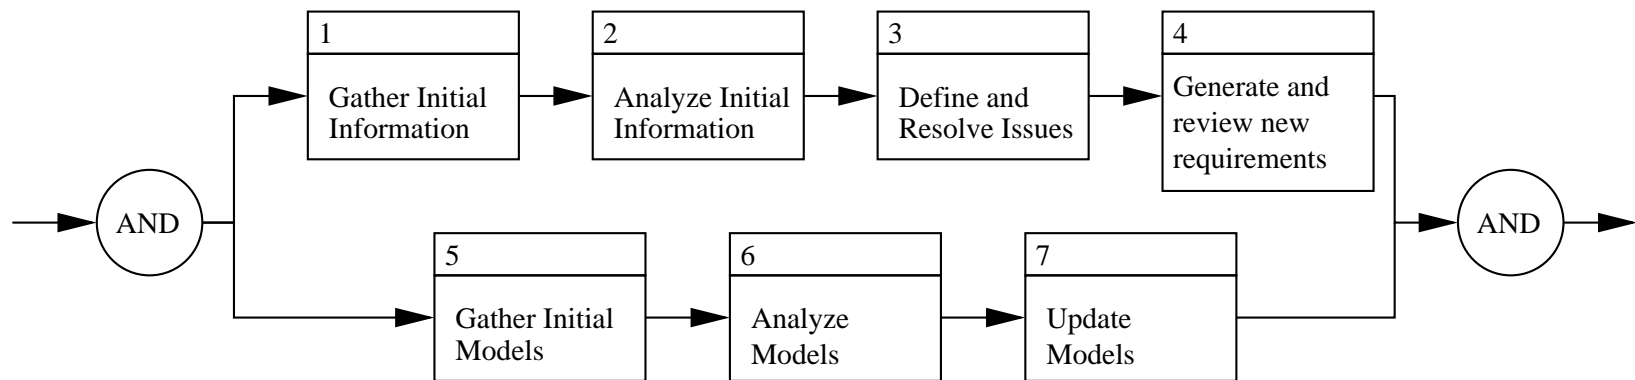 1
Gather Initial
Information
2
Analyze Initial
Information
3
Define and
Resolve Issues
4
Generate and
review new
requirements
AND
AND
5
Gather Initial
Models
6
Analyze
Models
7
Update
Models